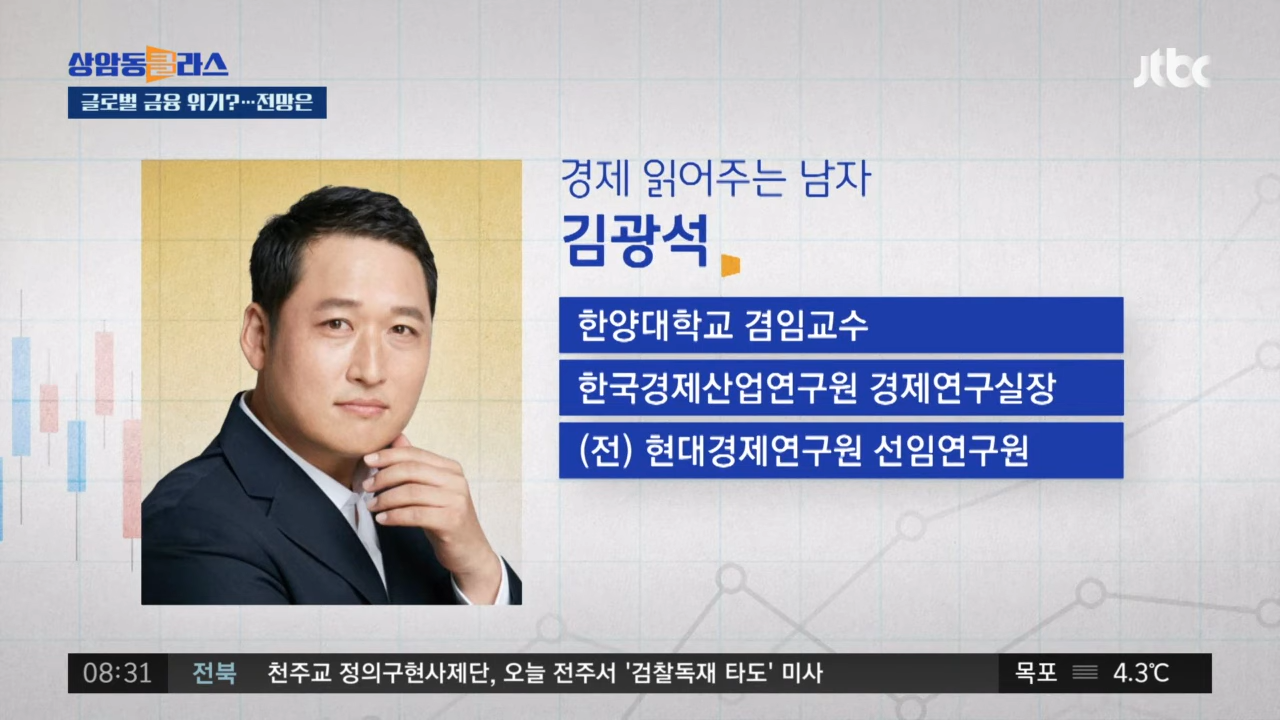 상암동클라스
jtbc
글로벌 금융 위기?…전망은
경제 읽어주는 남자
김광석
한양대학교 겸임교수
한국경제산업연구원 경제연구실장
(전) 현대경제연구원 선임연구원
08:31 전북 천주교 정의구현사제단, 오늘 전주서 '검찰독재 타도' 미사 목포 4.3℃